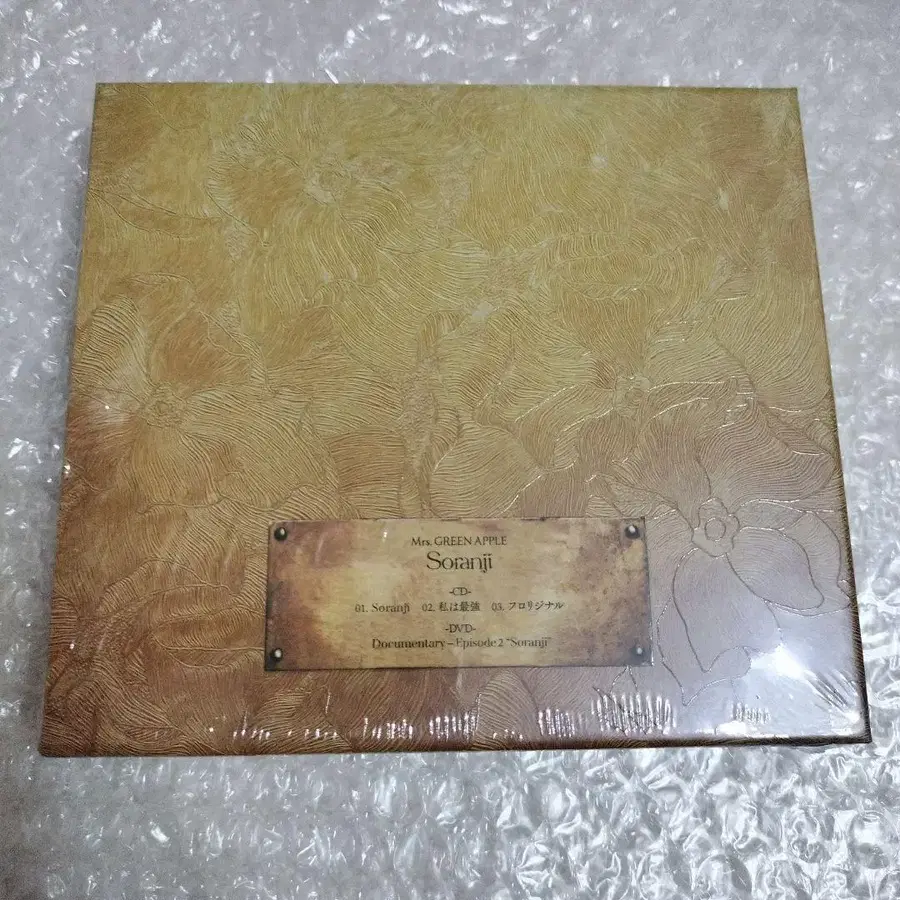 Mrs. GREEN APPLE
Soranji
-CD-
01. Soranji 02. 私は最強 03. フロリジナル
-DVD-
Documentary – Episode 2 "Soranji"